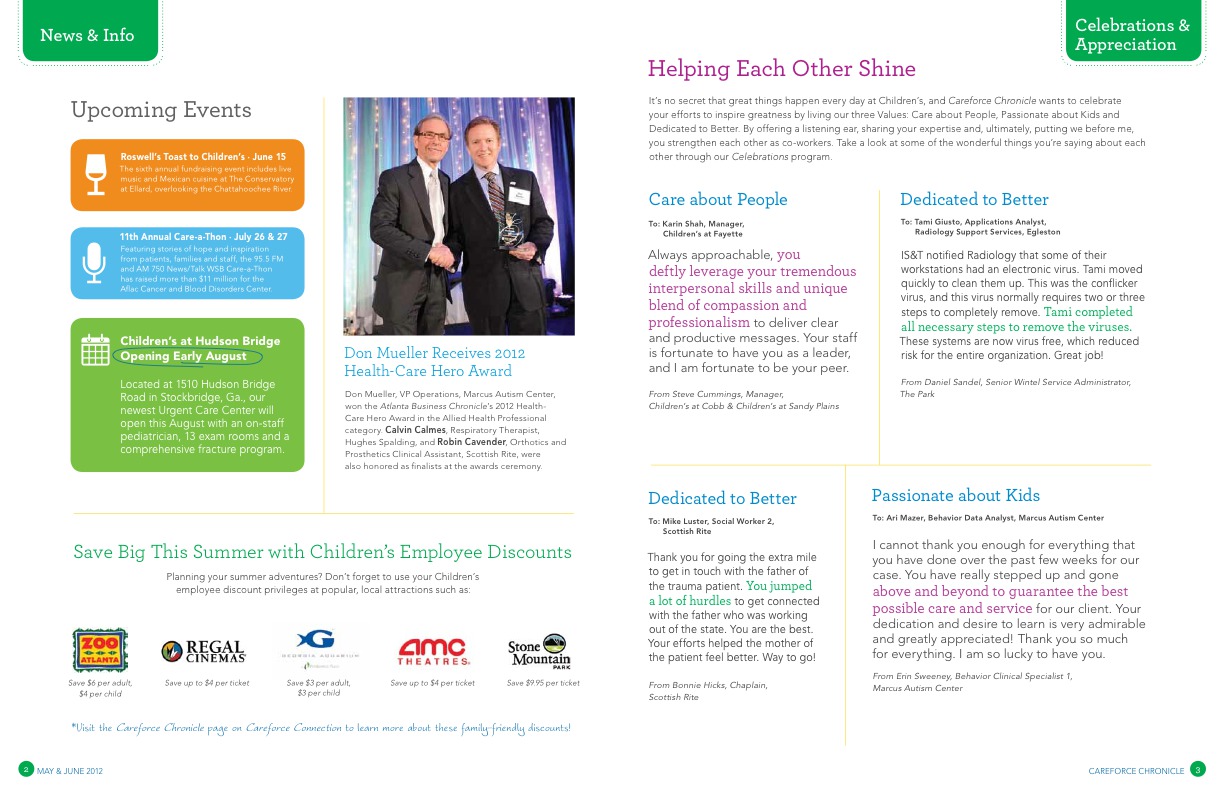 News & Info
Upcoming Events
Roswell's Toast to Children's · June 15
The sixth annual fundraising event includes live
music and Mexican cuisine at The Conservatory
at Ellard, overlooking the Chattahoochee River.
11th Annual Care-a-Thon · July 26 & 27
Featuring stories of hope and inspiration
from patients, families and staff, the 95.5 FM
and AM 750 News/Talk WSB Care-a-Thon
has raised more than $11 million for the
Aflac Cancer and Blood Disorders Center.
Children's at Hudson Bridge
Opening Early August
Located at 1510 Hudson Bridge
Road in Stockbridge, Ga., our
newest Urgent Care Center will
open this August with an on-staff
pediatrician, 13 exam rooms and a
comprehensive fracture program.
Don Mueller Receives 2012
Health-Care Hero Award
Don Mueller, VP Operations, Marcus Autism Center,
won the Atlanta Business Chronicle's 2012 Health-
Care Hero Award in the Allied Health Professional
category. Calvin Calmes, Respiratory Therapist,
Hughes Spalding, and Robin Cavender, Orthotics and
Prosthetics Clinical Assistant, Scottish Rite, were
also honored as finalists at the awards ceremony.
Save Big This Summer with Children's Employee Discounts
Planning your summer adventures? Don't forget to use your Children's
employee discount privileges at popular, local attractions such as:
ZOO
ATLANTA
Save $6 per adult,
$4 per child
REGAL
CINEMAS
Save up to $4 per ticket
GEORGIA AQUARIUM
Save $3 per adult,
$3 per child
amc
THEATRES
Save up to $4 per ticket
Stone
Mountain
PARK
Save $9.95 per ticket
*Visit the Careforce Chronicle page on Careforce Connection to learn more about these family-friendly discounts!
2 MAY & JUNE 2012
Celebrations &
Appreciation
Helping Each Other Shine
It's no secret that great things happen every day at Children's, and Careforce Chronicle wants to celebrate
your efforts to inspire greatness by living our three Values: Care about People, Passionate about Kids and
Dedicated to Better. By offering a listening ear, sharing your expertise and, ultimately, putting we before me,
you strengthen each other as co-workers. Take a look at some of the wonderful things you're saying about each
other through our Celebrations program.
Care about People
To: Karin Shah, Manager,
Children's at Fayette
Always approachable, you
deftly leverage your tremendous
interpersonal skills and unique
blend of compassion and
professionalism to deliver clear
and productive messages. Your staff
is fortunate to have you as a leader,
and I am fortunate to be your peer.
From Steve Cummings, Manager,
Children's at Cobb & Children's at Sandy Plains
Dedicated to Better
To: Tami Giusto, Applications Analyst,
Radiology Support Services, Egleston
IS&T notified Radiology that some of their
workstations had an electronic virus. Tami moved
quickly to clean them up. This was the conflicker
virus, and this virus normally requires two or three
steps to completely remove. Tami completed
all necessary steps to remove the viruses.
These systems are now virus free, which reduced
risk for the entire organization. Great job!
From Daniel Sandel, Senior Wintel Service Administrator,
The Park
Dedicated to Better
To: Mike Luster, Social Worker 2,
Scottish Rite
Thank you for going the extra mile
to get in touch with the father of
the trauma patient. You jumped
a lot of hurdles to get connected
with the father who was working
out of the state. You are the best.
Your efforts helped the mother of
the patient feel better. Way to go!
From Bonnie Hicks, Chaplain,
Scottish Rite
Passionate about Kids
To: Ari Mazer, Behavior Data Analyst, Marcus Autism Center
I cannot thank you enough for everything that
you have done over the past few weeks for our
case. You have really stepped up and gone
above and beyond to guarantee the best
possible care and service for our client. Your
dedication and desire to learn is very admirable
and greatly appreciated! Thank you so much
for everything. I am so lucky to have you.
From Erin Sweeney, Behavior Clinical Specialist 1,
Marcus Autism Center
CAREFORCE CHRONICLE 3